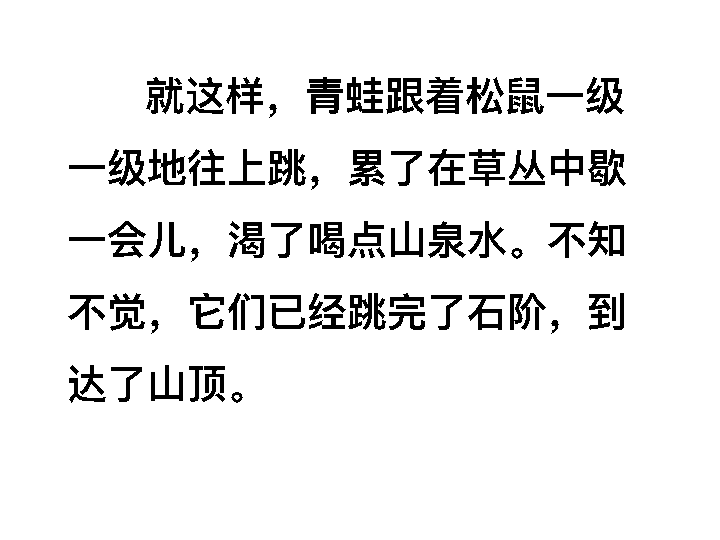 就这样，青蛙跟着松鼠一级
一级地往上跳，累了在草丛中歇
一会儿，渴了喝点山泉水。不知
不觉，它们已经跳完了石阶，到
达了山顶。